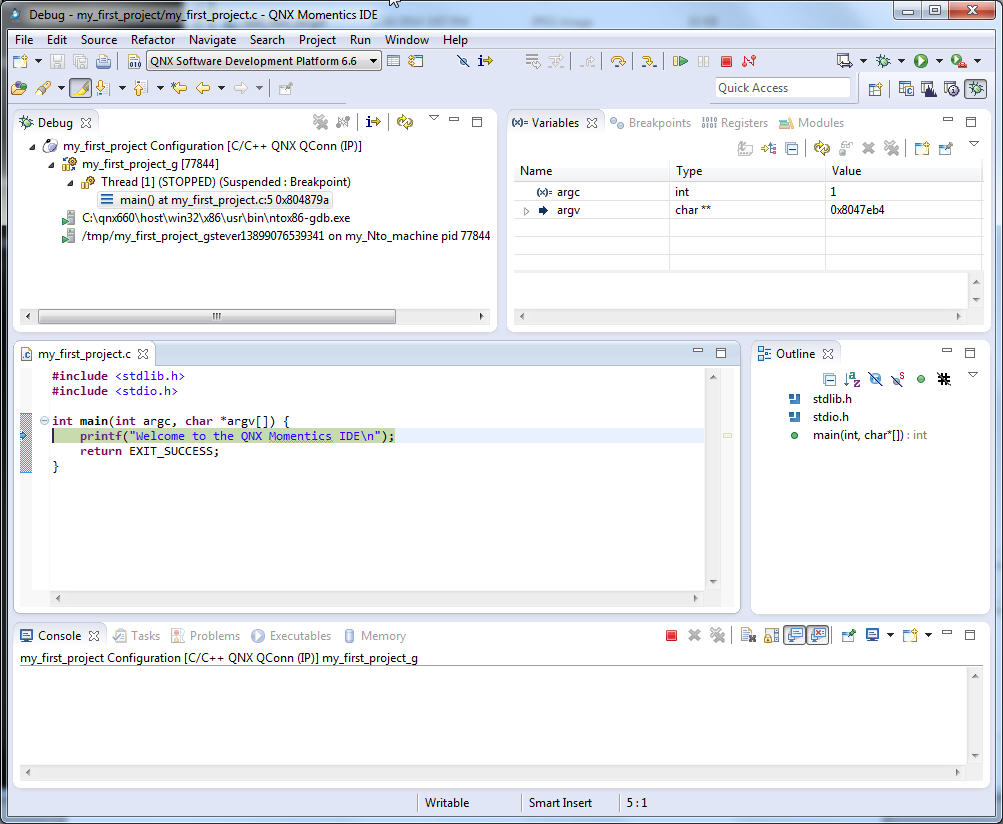 Debug - my_first_project/my_first_project.c - QNX Momentics IDE
File Edit Source Refactor Navigate Search Project Run Window Help
QNX Software Development Platform 6.6
Quick Access
Debug
my_first_project Configuration [C/C++ QNX QConn (IP)]
my_first_project_g [77844]
Thread [1] (STOPPED) (Suspended : Breakpoint)
main() at my_first_project.c:5 0x804879a
C:\qnx660\host\win32\x86\usr\bin\ntox86-gdb.exe
/tmp/my_first_project_gstever13899076539341 on my_Nto_machine pid 77844
(x)= Variables Breakpoints Registers Modules
Name Type Value
(x)= argc int 1
argv char ** 0x8047eb4
my_first_project.c
#include <stdlib.h>
#include <stdio.h>
int main(int argc, char *argv[]) {
printf("Welcome to the QNX Momentics IDE\n");
return EXIT_SUCCESS;
}
Outline
stdlib.h
stdio.h
main(int, char*[]) : int
Console Tasks Problems Executables Memory
my_first_project Configuration [C/C++ QNX QConn (IP)] my_first_project_g
Writable Smart Insert 5 : 1